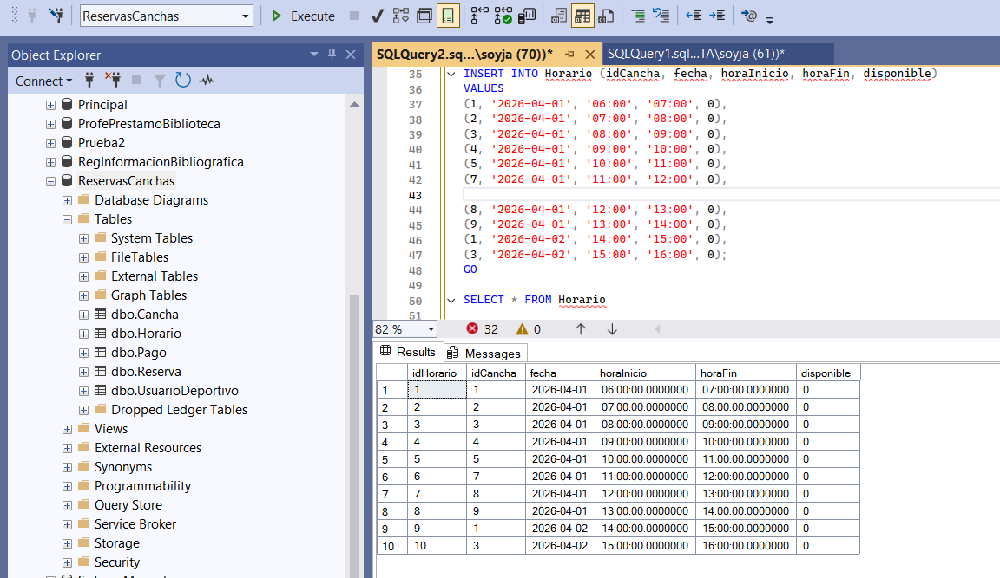 ReservasCanchas Execute
Object Explorer
Connect
Principal
ProfePrestamoBiblioteca
Prueba2
RegInformacionBibliografica
ReservasCanchas
Database Diagrams
Tables
System Tables
FileTables
External Tables
Graph Tables
dbo.Cancha
dbo.Horario
dbo.Pago
dbo.Reserva
dbo.UsuarioDeportivo
Dropped Ledger Tables
Views
External Resources
Synonyms
Programmability
Query Store
Service Broker
Storage
Security
SQLQuery2.sq...\soyja (70))* SQLQuery1.sql...TA\soyja (61))*
35 INSERT INTO Horario (idCancha, fecha, horaInicio, horaFin, disponible)
36 VALUES
37 (1, '2026-04-01', '06:00', '07:00', 0),
38 (2, '2026-04-01', '07:00', '08:00', 0),
39 (3, '2026-04-01', '08:00', '09:00', 0),
40 (4, '2026-04-01', '09:00', '10:00', 0),
41 (5, '2026-04-01', '10:00', '11:00', 0),
42 (7, '2026-04-01', '11:00', '12:00', 0),
43
44 (8, '2026-04-01', '12:00', '13:00', 0),
45 (9, '2026-04-01', '13:00', '14:00', 0),
46 (1, '2026-04-02', '14:00', '15:00', 0),
47 (3, '2026-04-02', '15:00', '16:00', 0);
48 GO
49
50 SELECT * FROM Horario
51
82 % 32 0
Results Messages
idHorario idCancha fecha horaInicio horaFin disponible
1 1 1 2026-04-01 06:00:00.0000000 07:00:00.0000000 0
2 2 2 2026-04-01 07:00:00.0000000 08:00:00.0000000 0
3 3 3 2026-04-01 08:00:00.0000000 09:00:00.0000000 0
4 4 4 2026-04-01 09:00:00.0000000 10:00:00.0000000 0
5 5 5 2026-04-01 10:00:00.0000000 11:00:00.0000000 0
6 6 7 2026-04-01 11:00:00.0000000 12:00:00.0000000 0
7 7 8 2026-04-01 12:00:00.0000000 13:00:00.0000000 0
8 8 9 2026-04-01 13:00:00.0000000 14:00:00.0000000 0
9 9 1 2026-04-02 14:00:00.0000000 15:00:00.0000000 0
10 10 3 2026-04-02 15:00:00.0000000 16:00:00.0000000 0